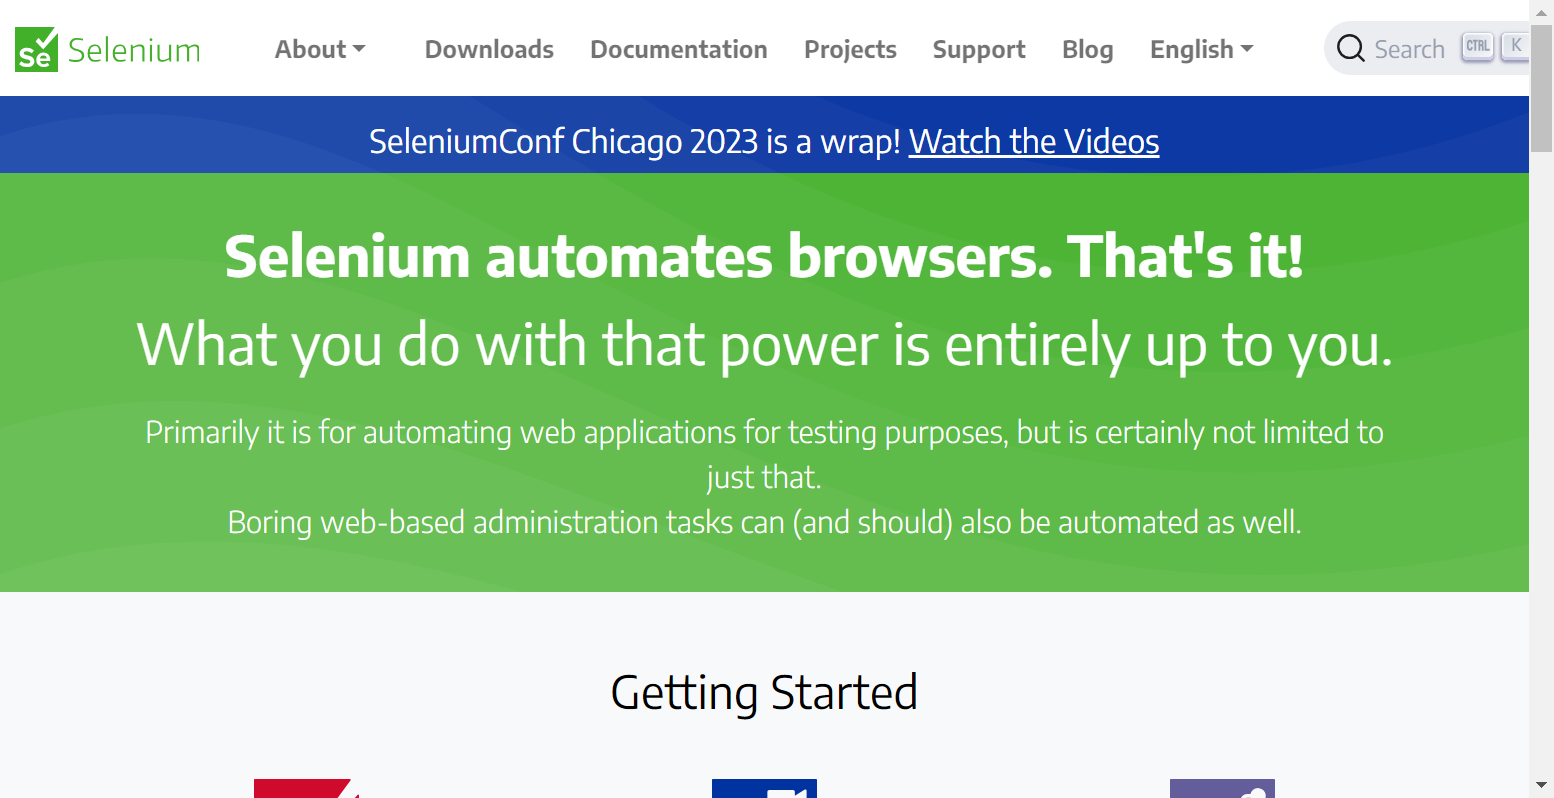 Se Selenium
About Downloads Documentation Projects Support Blog English Search CTRL K
SeleniumConf Chicago 2023 is a wrap! Watch the Videos
Selenium automates browsers. That's it!
What you do with that power is entirely up to you.
Primarily it is for automating web applications for testing purposes, but is certainly not limited to
just that.
Boring web-based administration tasks can (and should) also be automated as well.
Getting Started